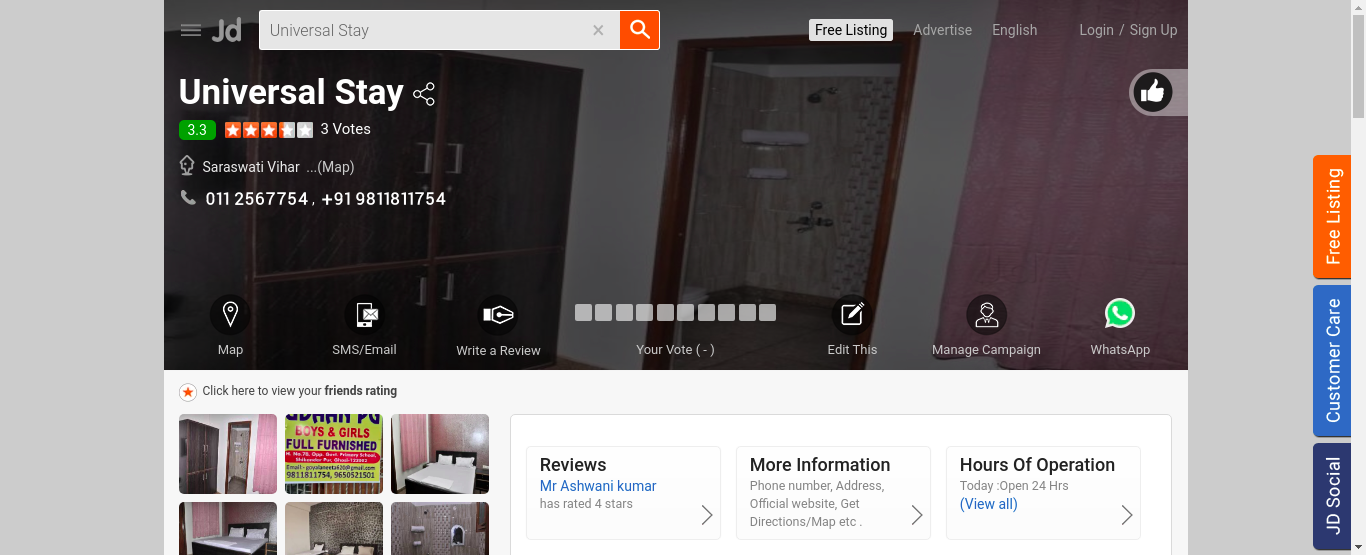 Jd
Universal Stay
Free Listing
Advertise
English
Login / Sign Up
Universal Stay
3.3
3 Votes
Saraswati Vihar ...(Map)
011 2567754 , +91 9811811754
Map
SMS/Email
Write a Review
Your Vote ( - )
Edit This
Manage Campaign
WhatsApp
Click here to view your friends rating
BOYS & GIRLS
FULL FURNISHED
9811811754, 9650521501
Reviews
Mr Ashwani kumar
has rated 4 stars
More Information
Phone number, Address,
Official website, Get
Directions/Map etc .
Hours Of Operation
Today :Open 24 Hrs
(View all)
Free Listing
Customer Care
JD Social